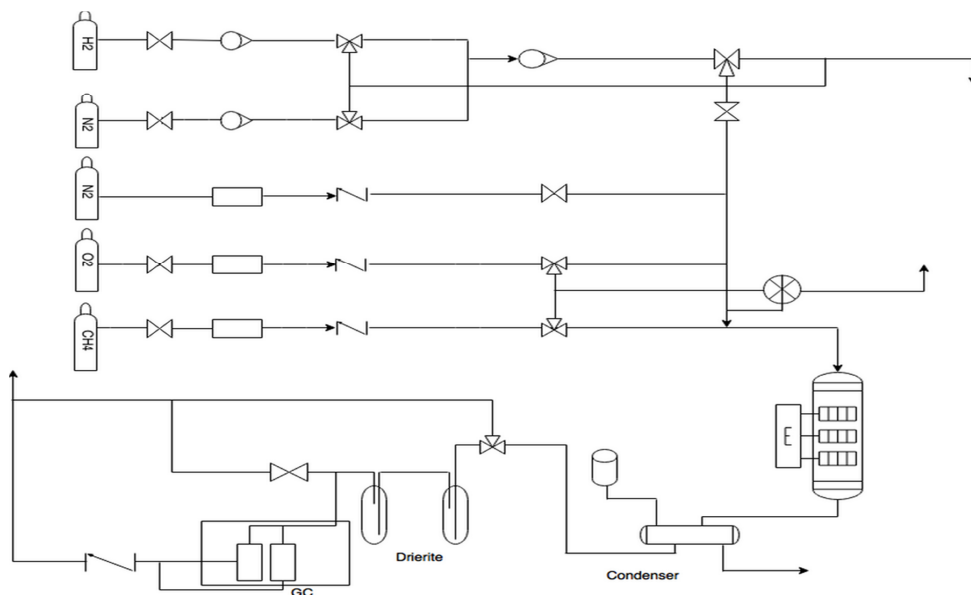 H2
N2
N2
O2
CH4
E
Drierite
Condenser
GC